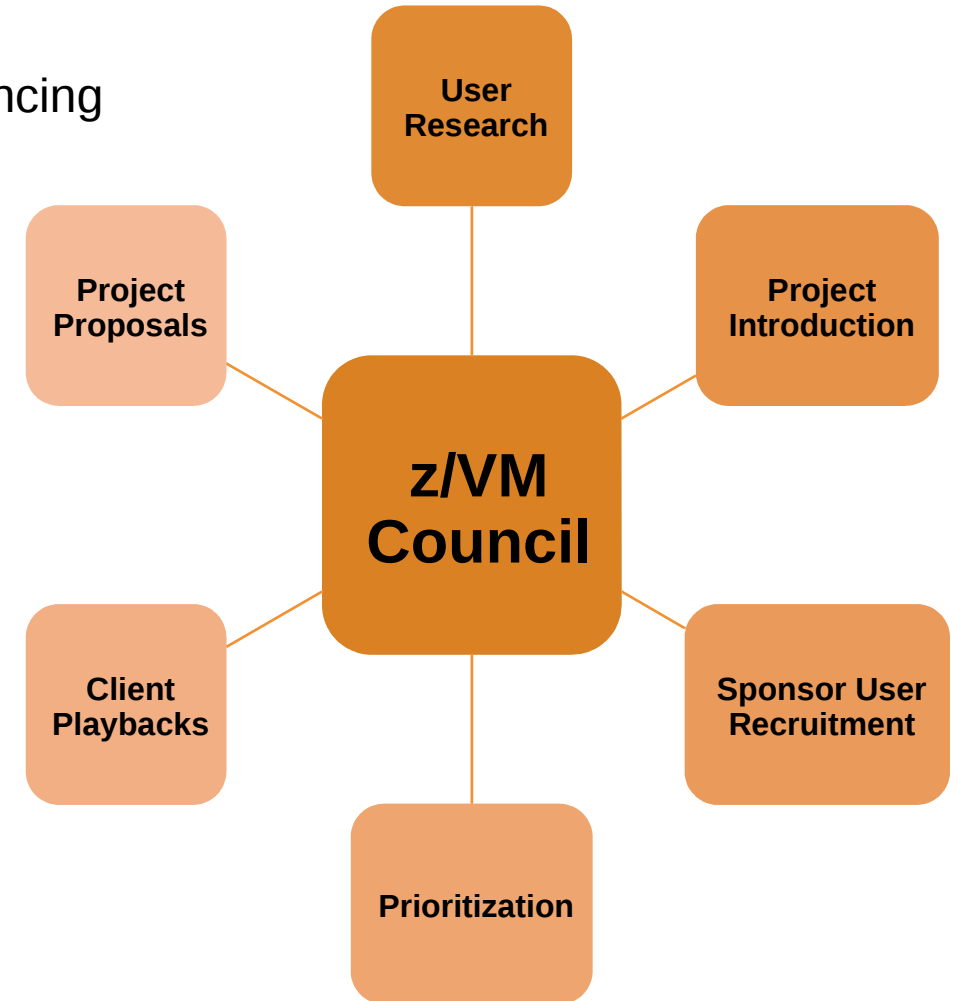 ncing
User
Research
Project
Proposals
Project
Introduction
z/VM
Council
Client
Playbacks
Sponsor User
Recruitment
Prioritization